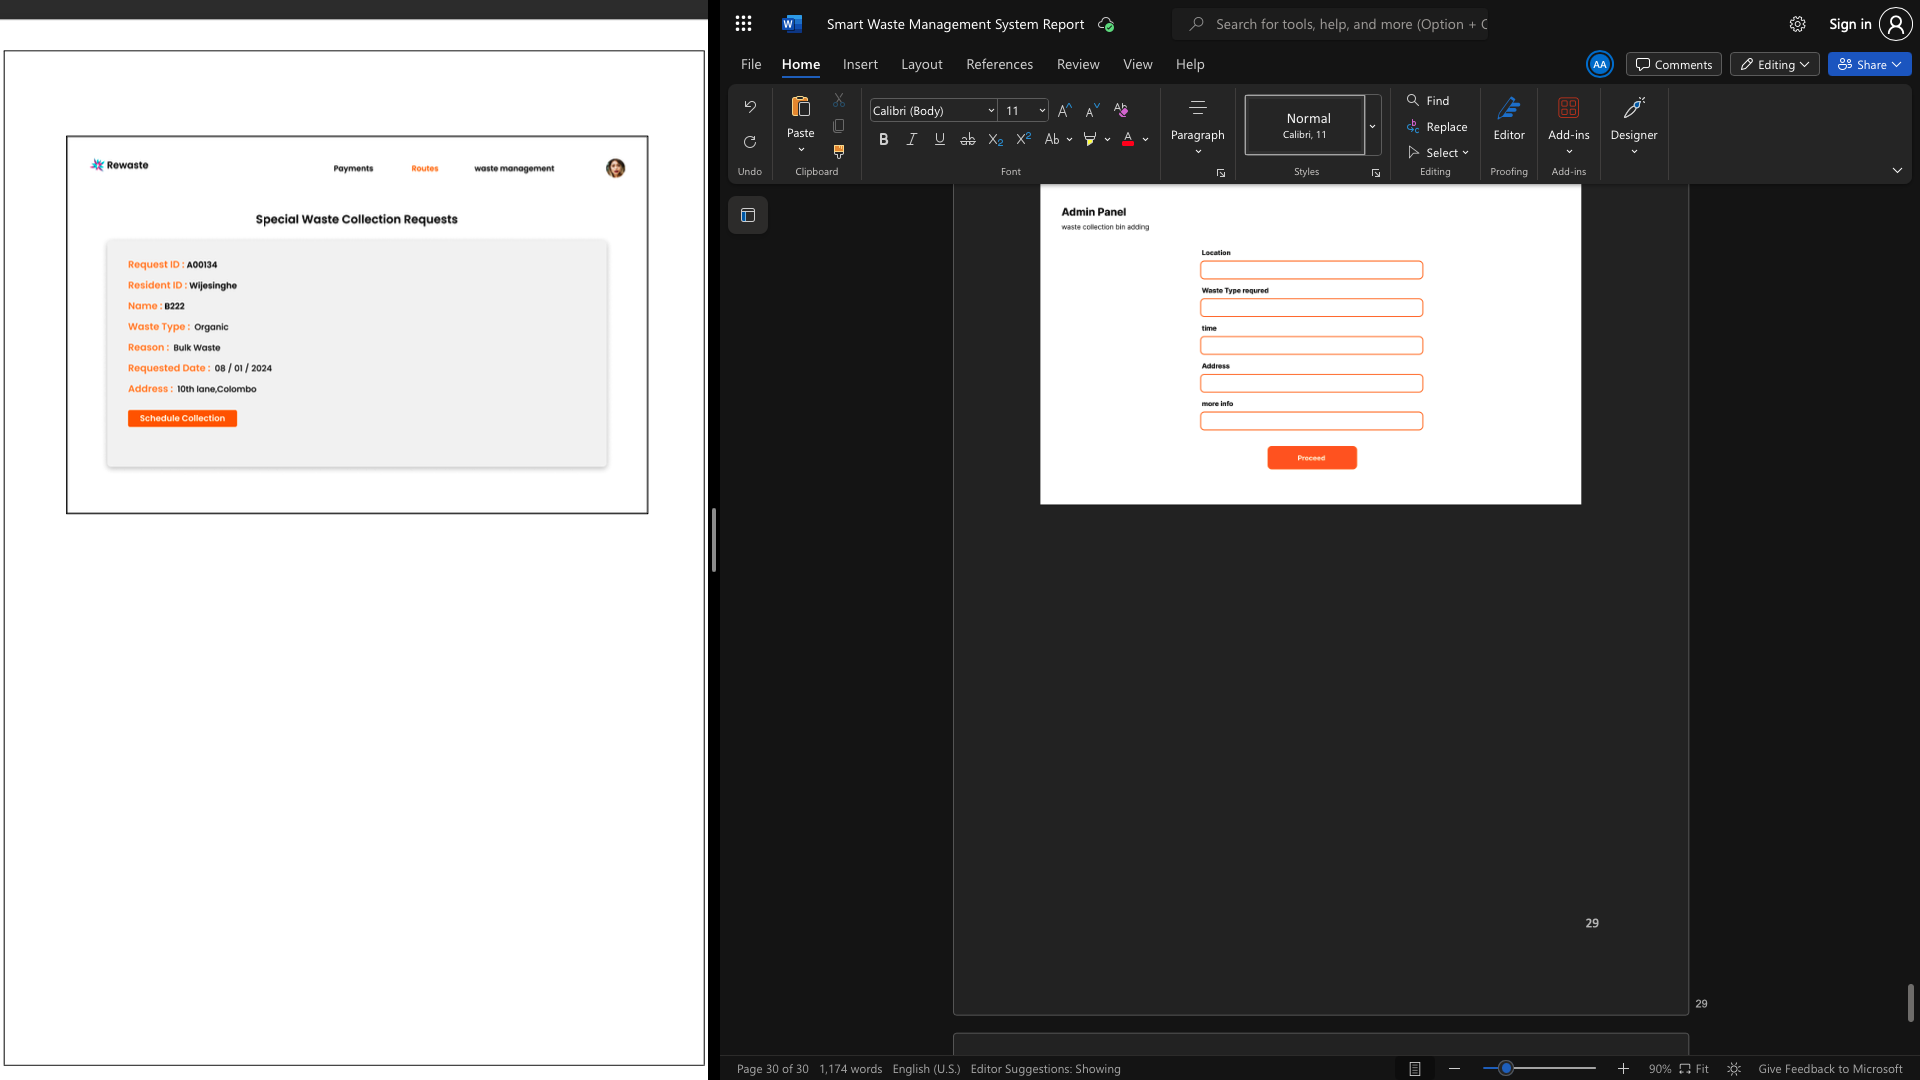 Rewaste
Payments
Routes
waste management
Special Waste Collection Requests
Request ID : A00134
Resident ID : Wijesinghe
Name : B222
Waste Type : Organic
Reason : Bulk Waste
Requested Date : 08 / 01 / 2024
Address : 10th lane,Colombo
Schedule Collection
W
Smart Waste Management System Report
Search for tools, help, and more (Option +
Sign in
File
Home
Insert
Layout
References
Review
View
Help
AA
Comments
Editing
Share
Paste
Calibri (Body)
11
Normal
Calibri, 11
Paragraph
Find
Replace
Select
Editor
Add-ins
Designer
Undo
Clipboard
Font
Styles
Editing
Proofing
Add-ins
Admin Panel
waste collection bin adding
Location
Waste Type requred
time
Address
more info
Proceed
29
29
Page 30 of 30
1,174 words
English (U.S.)
Editor Suggestions: Showing
90%
Fit
Give Feedback to Microsoft